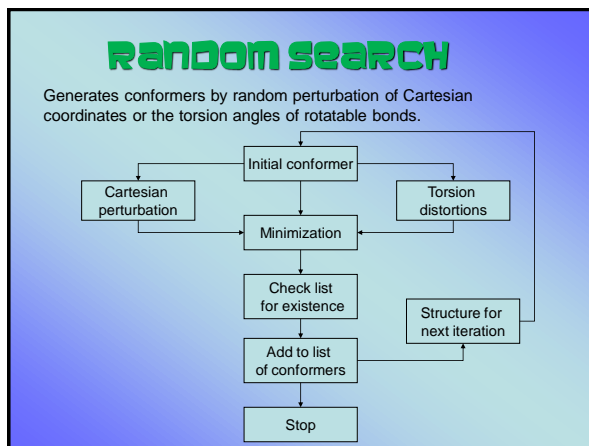 RANDOM SEARCH
Generates conformers by random perturbation of Cartesian
coordinates or the torsion angles of rotatable bonds.
Initial conformer
Cartesian
perturbation
Torsion
distortions
Minimization
Check list
for existence
Structure for
next iteration
Add to list
of conformers
Stop